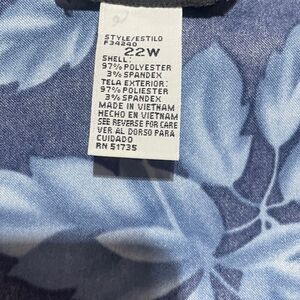 STYLE/ESTILO
F34240
22W
SHELL:
97% POLYESTER
3% SPANDEX
TELA EXTERIOR:
97% POLIESTER
3% SPANDEX
MADE IN VIETNAM
HECHO EN VIETNAM
SEE REVERSE FOR CARE
VER AL DORSO PARA
CUIDADO
RN 51735